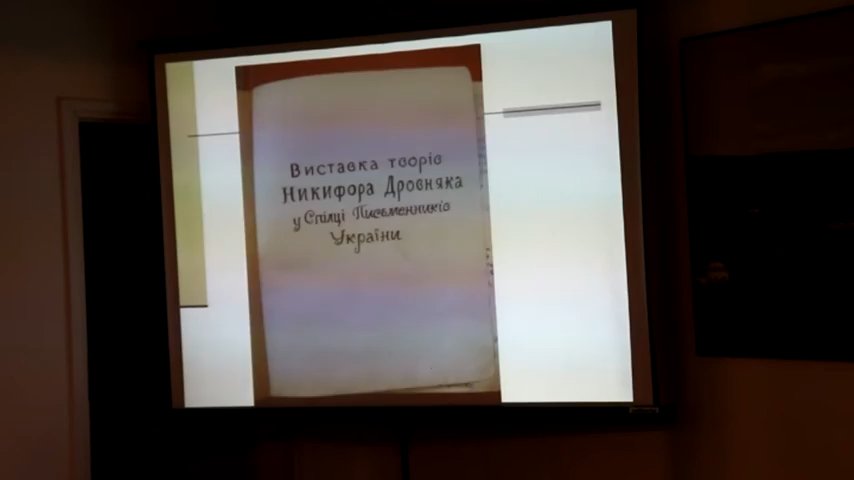 Виставка творів
Никифора Дровняка
у Спілці Письменників
України